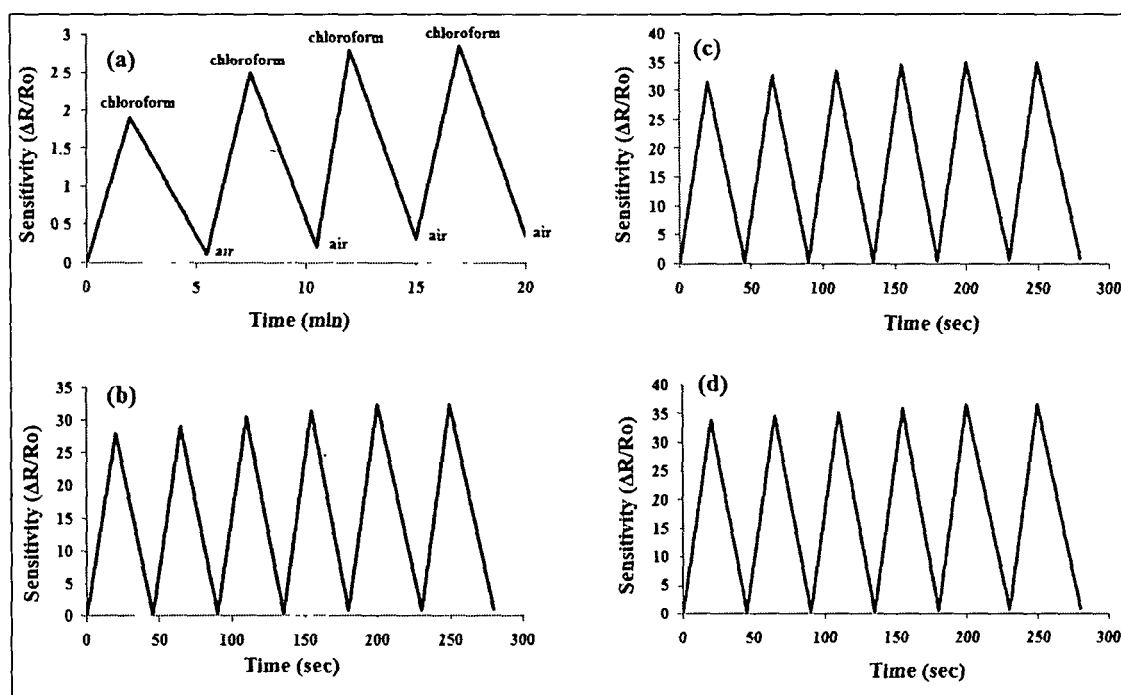 (a)
Sensitivity (ΔR/Ro)
3
2.5
2
1.5
1
0 5
0
chloroform
chloroform
chloroform
chloroform
air
air
air
air
0 5 10 15 20
Time (min)
(c)
Sensitivity (ΔR/Ro)
40
35
30
25
20
15
10
5
0
0 50 100 150 200 250 300
Time (sec)
(b)
Sensitivity (ΔR/Ro)
35
30
25
20
15
10
5
0
0 50 100 150 200 250 300
Time (sec)
(d)
Sensitivity (ΔR/Ro)
40
35
30
25
20
15
10
5
0
0 50 100 150 200 250 300
Time (sec)